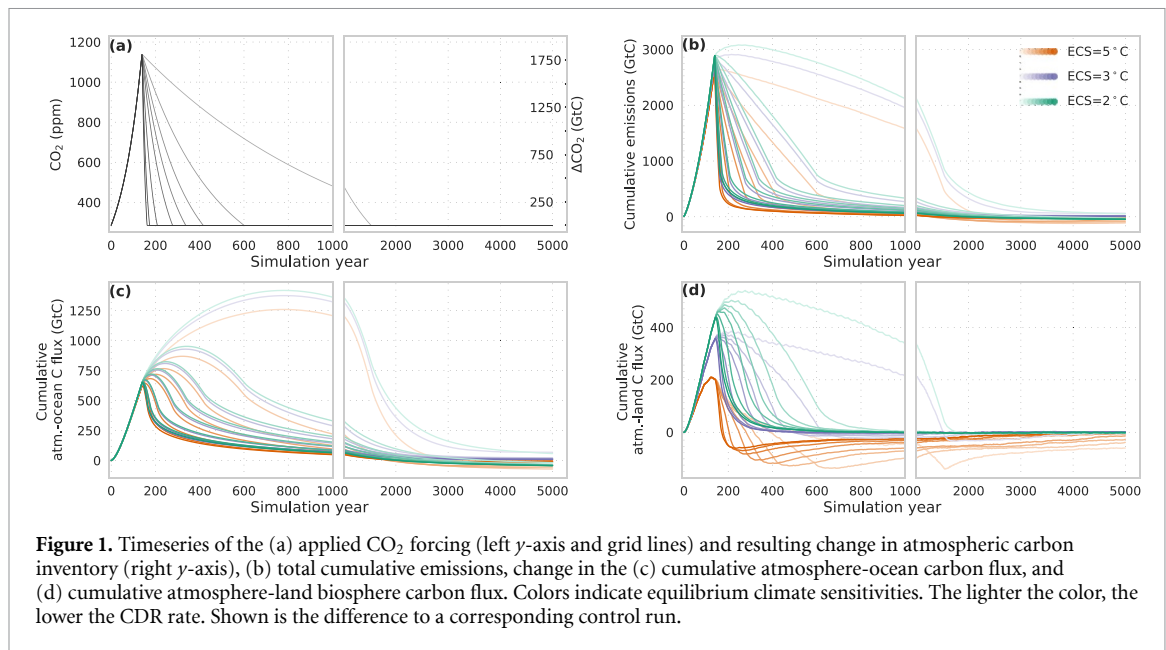 (a)
1200
1000
800
600
400
CO₂ (ppm)
1750
1250
750
250
ΔCO₂ (GtC)
0 200 400 600 800 1000 2000 3000 4000 5000
Simulation year
(b)
3000
2000
1000
0
Cumulative emissions (GtC)
ECS=5°C
ECS=3°C
ECS=2°C
0 200 400 600 800 1000 2000 3000 4000 5000
Simulation year
(c)
1250
1000
750
500
250
0
Cumulative
atm.-ocean C flux (GtC)
0 200 400 600 800 1000 2000 3000 4000 5000
Simulation year
(d)
400
200
0
Cumulative
atm.-land C flux (GtC)
0 200 400 600 800 1000 2000 3000 4000 5000
Simulation year
Figure 1. Timeseries of the (a) applied CO₂ forcing (left y-axis and grid lines) and resulting change in atmospheric carbon
inventory (right y-axis), (b) total cumulative emissions, change in the (c) cumulative atmosphere-ocean carbon flux, and
(d) cumulative atmosphere-land biosphere carbon flux. Colors indicate equilibrium climate sensitivities. The lighter the color, the
lower the CDR rate. Shown is the difference to a corresponding control run.